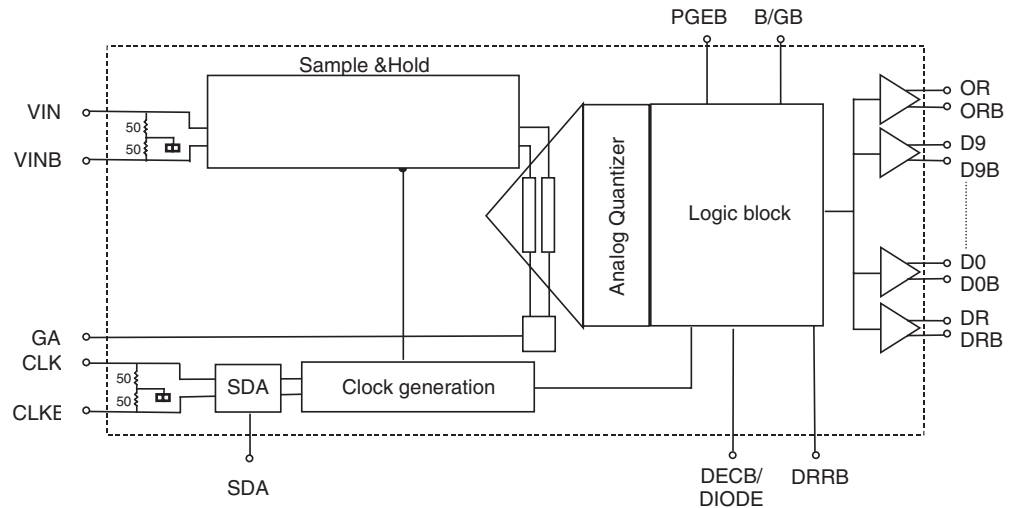 PGEB B/GB
Sample &Hold
VIN
50
50
VINB
OR
ORB
D9
D9B
Analog Quantizer
Logic block
D0
D0B
DR
DRB
GA
CLK
50
50
CLKE
SDA
Clock generation
SDA
DECB/
DIODE
DRRB